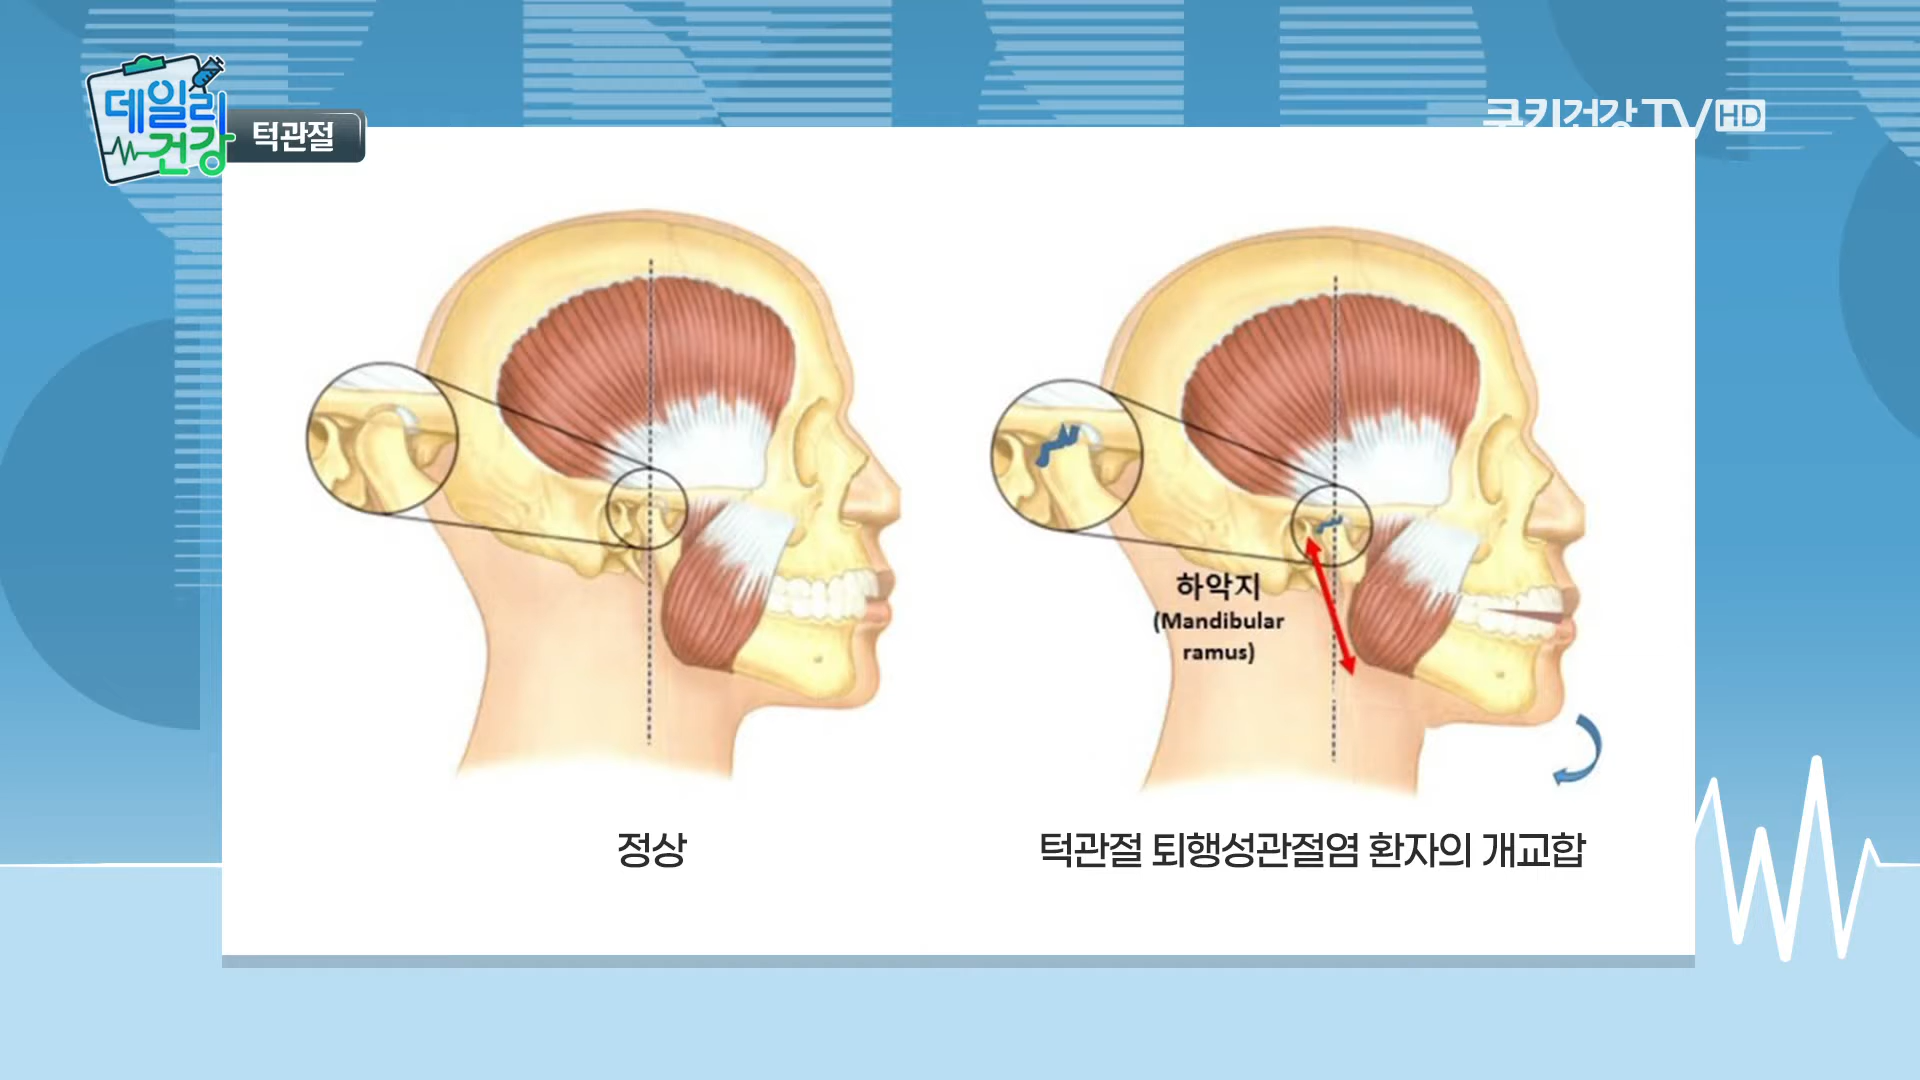 데일리
건강
턱관절
쿠키건강TV HD
하악지
(Mandibular
ramus)
정상
턱관절 퇴행성관절염 환자의 개교합